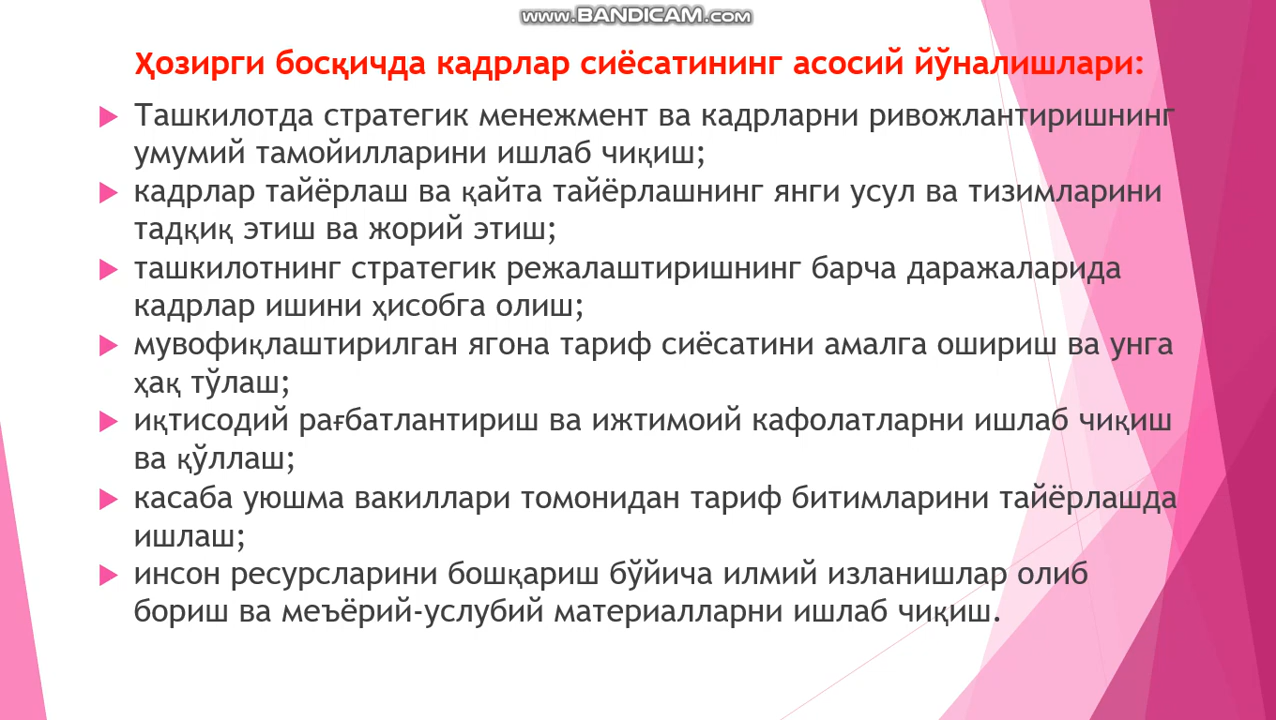 www.BANDICAM.com
Ҳозирги босқичда кадрлар сиёсатининг асосий йўналишлари:
Ташкилотда стратегик менежмент ва кадрларни ривожлантиришнинг
умумий тамойилларини ишлаб чиқиш;
кадрлар тайёрлаш ва қайта тайёрлашнинг янги усул ва тизимларини
тадқиқ этиш ва жорий этиш;
ташкилотнинг стратегик режалаштиришнинг барча даражаларида
кадрлар ишини ҳисобга олиш;
мувофиқлаштирилган ягона тариф сиёсатини амалга ошириш ва унга
ҳақ тўлаш;
иқтисодий рағбатлантириш ва ижтимоий кафолатларни ишлаб чиқиш
ва қўллаш;
касаба уюшма вакиллари томонидан тариф битимларини тайёрлашда
ишлаш;
инсон ресурсларини бошқариш бўйича илмий изланишлар олиб
бориш ва меъёрий-услубий материалларни ишлаб чиқиш.